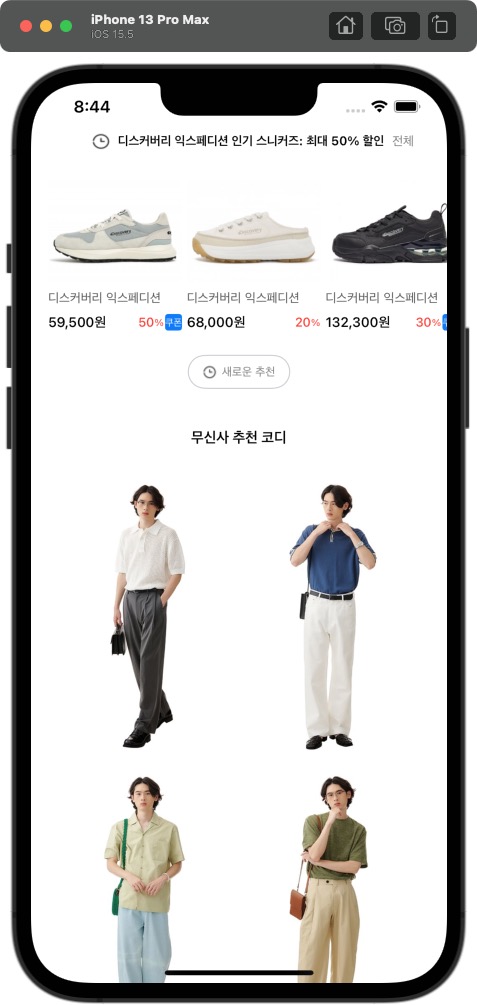 iPhone 13 Pro Max
iOS 15.5
8:44
디스커버리 익스페디션 인기 스니커즈: 최대 50% 할인 전체
디스커버리 익스페디션 디스커버리 익스페디션 디스커버리 익스페디션
59,500원 50% 쿠폰 68,000원 20% 132,300원 30%
새로운 추천
무신사 추천 코디